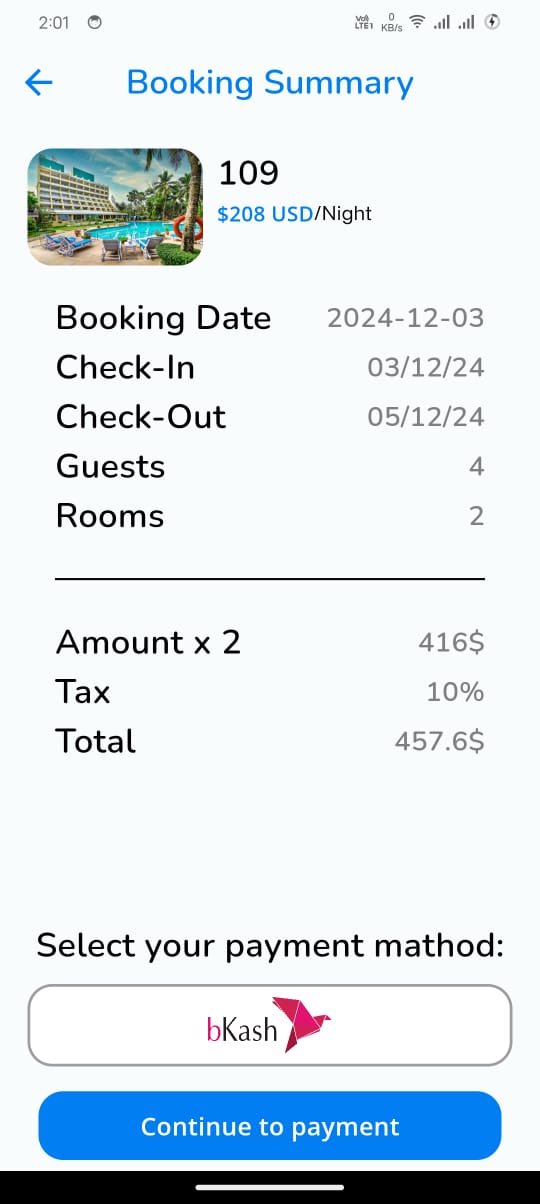 2:01 Vo) LTE1 0 KB/s
Booking Summary
109
$208 USD/Night
Booking Date 2024-12-03
Check-In 03/12/24
Check-Out 05/12/24
Guests 4
Rooms 2
Amount x 2 416$
Tax 10%
Total 457.6$
Select your payment mathod:
bKash
Continue to payment